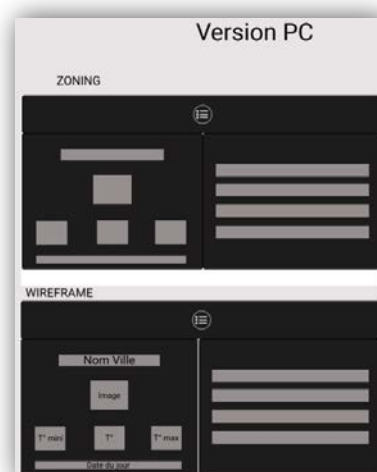 Version PC
ZONING
WIREFRAME
Nom Ville
Image
T° mini T° T° max
Date du jour